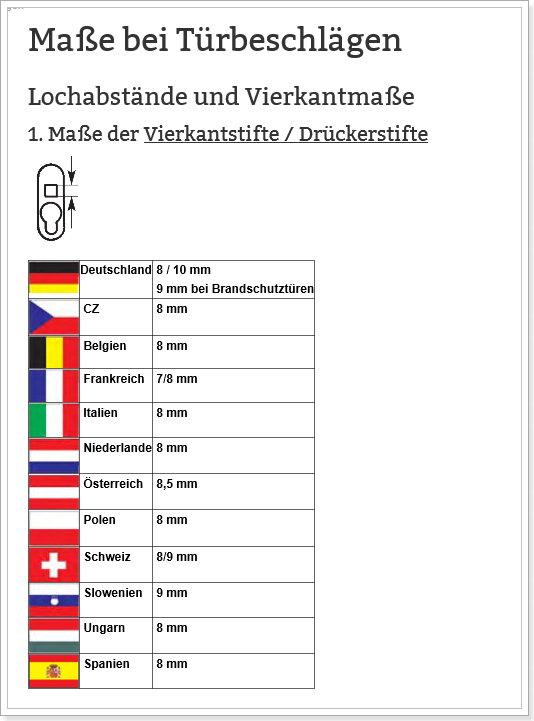 Maße bei Türbeschlägen
Lochabstände und Vierkantmaße
1. Maße der Vierkantstifte / Drückerstifte
Deutschland 8 / 10 mm
9 mm bei Brandschutztüren
CZ 8 mm
Belgien 8 mm
Frankreich 7/8 mm
Italien 8 mm
Niederlande 8 mm
Österreich 8,5 mm
Polen 8 mm
Schweiz 8/9 mm
Slowenien 9 mm
Ungarn 8 mm
Spanien 8 mm